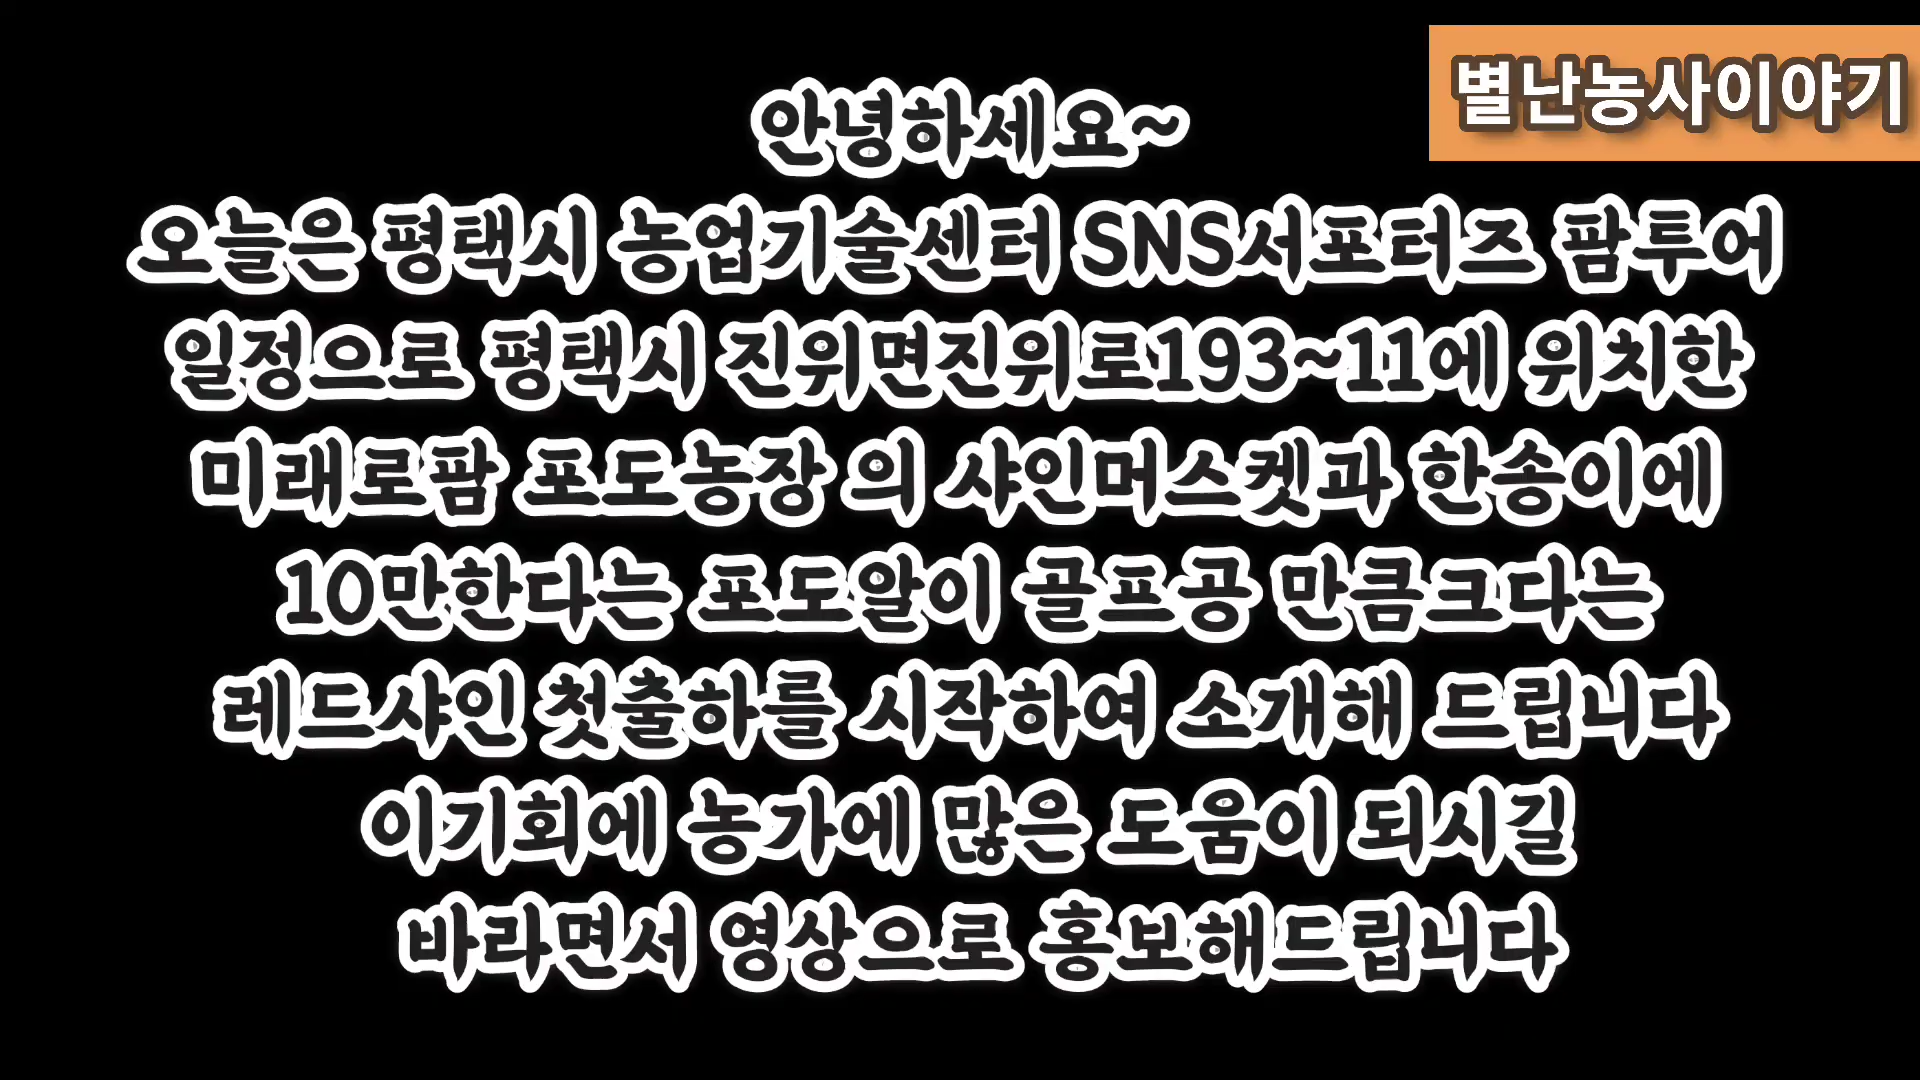 별난농사이야기
안녕하세요~
오늘은 평택시 농업기술센터 SNS서포터즈 팜투어
일정으로 평택시 진위면진위로193~11에 위치한
미래로팜 포도농장 의 샤인머스켓과 한송이에
10만한다는 포도알이 골프공 만큼크다는
레드샤인 첫출하를 시작하여 소개해 드립니다
이기회에 농가에 많은 도움이 되시길
바라면서 영상으로 홍보해드립니다